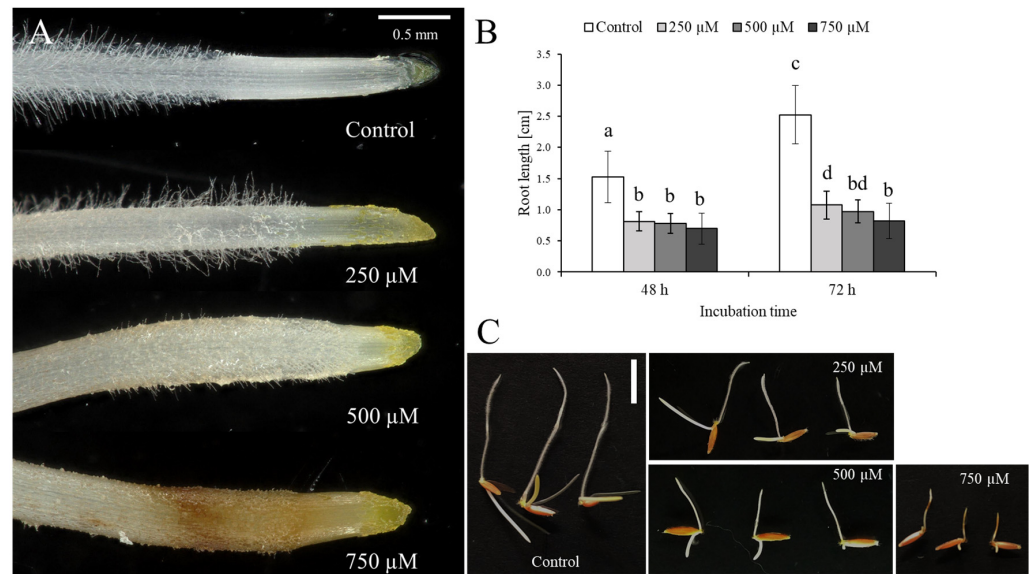 A
0.5 mm
Control
250 µM
500 µM
750 µM
B
Control 250 µM 500 µM 750 µM
Root length [cm]
3.5
3.0
2.5
2.0
1.5
1.0
0.5
0.0
a
b
b
b
c
d
bd
b
48 h
72 h
Incubation time
C
Control
250 µM
500 µM
750 µM